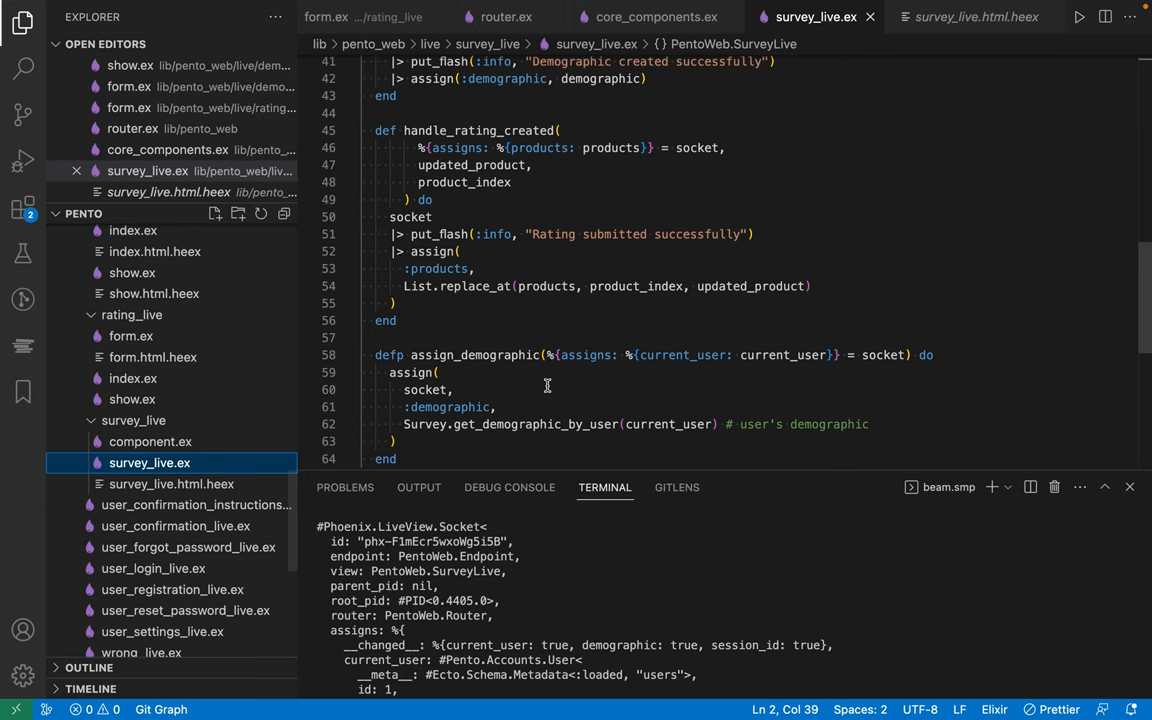 EXPLORER
form.ex .../rating_live
router.ex
core_components.ex
survey_live.ex
survey_live.html.heex
OPEN EDITORS
show.ex lib/pento_web/live/dem...
form.ex lib/pento_web/live/demo...
form.ex lib/pento_web/live/rating...
router.ex lib/pento_web
core_components.ex lib/pento_...
survey_live.ex lib/pento_web/liv...
survey_live.html.heex lib/pento_...
PENTO
index.ex
index.html.heex
show.ex
show.html.heex
rating_live
form.ex
form.html.heex
index.ex
show.ex
survey_live
component.ex
survey_live.ex
survey_live.html.heex
user_confirmation_instructions...
user_confirmation_live.ex
user_forgot_password_live.ex
user_login_live.ex
user_registration_live.ex
user_reset_password_live.ex
user_settings_live.ex
wrong_live.ex
OUTLINE
TIMELINE
2
lib > pento_web > live > survey_live > survey_live.ex > {} PentoWeb.SurveyLive
41 |> put_flash(:info, "Demographic created successfully")
42 |> assign(:demographic, demographic)
43 end
44
45 def handle_rating_created(
46 %{assigns: %{products: products}} = socket,
47 updated_product,
48 product_index
49 ) do
50 socket
51 |> put_flash(:info, "Rating submitted successfully")
52 |> assign(
53 :products,
54 List.replace_at(products, product_index, updated_product)
55 )
56 end
57
58 defp assign_demographic(%{assigns: %{current_user: current_user}} = socket) do
59 assign(
60 socket,
61 :demographic,
62 Survey.get_demographic_by_user(current_user) # user's demographic
63 )
64 end
PROBLEMS OUTPUT DEBUG CONSOLE TERMINAL GITLENS
beam.smp
#Phoenix.LiveView.Socket<
id: "phx-F1mEcr5wxoWg5i5B",
endpoint: PentoWeb.Endpoint,
view: PentoWeb.SurveyLive,
parent_pid: nil,
root_pid: #PID<0.4405.0>,
router: PentoWeb.Router,
assigns: %{
__changed__: %{current_user: true, demographic: true, session_id: true},
current_user: #Pento.Accounts.User<
__meta__: #Ecto.Schema.Metadata<:loaded, "users">,
id: 1,
0 0 Git Graph
Ln 2, Col 39 Spaces: 2 UTF-8 LF Elixir Prettier